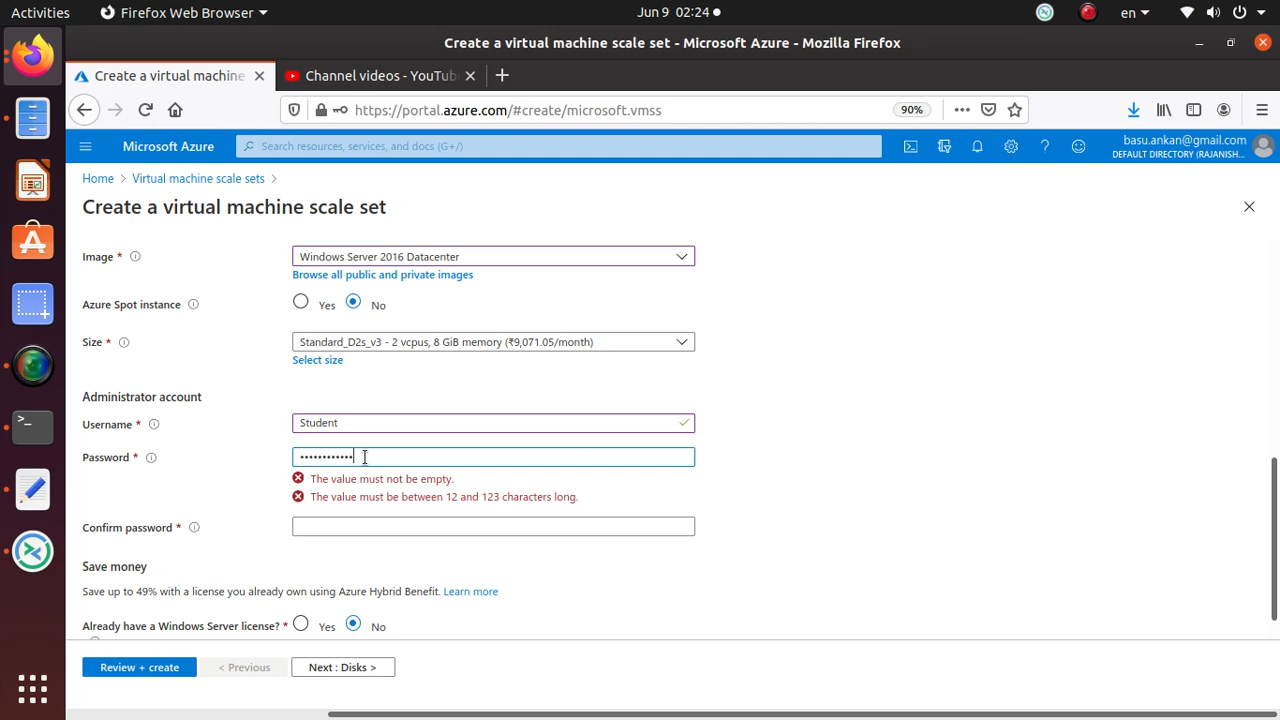 Activities
Firefox Web Browser
Jun 9 02:24
en
Create a virtual machine scale set - Microsoft Azure - Mozilla Firefox
Create a virtual machine
Channel videos - YouTube
https://portal.azure.com/#create/microsoft.vmss
90%
Microsoft Azure
Search resources, services, and docs (G+/)
basu.ankan@gmail.com
DEFAULT DIRECTORY (RAJANISH...
Home > Virtual machine scale sets >
Create a virtual machine scale set
Image *
Windows Server 2016 Datacenter
Browse all public and private images
Azure Spot instance
Yes
No
Size *
Standard_D2s_v3 - 2 vcpus, 8 GiB memory (₹9,071.05/month)
Select size
Administrator account
Username *
Student
Password *
••••••••••••
The value must not be empty.
The value must be between 12 and 123 characters long.
Confirm password *
Save money
Save up to 49% with a license you already own using Azure Hybrid Benefit. Learn more
Already have a Windows Server license? *
Yes
No
Review + create
< Previous
Next : Disks >